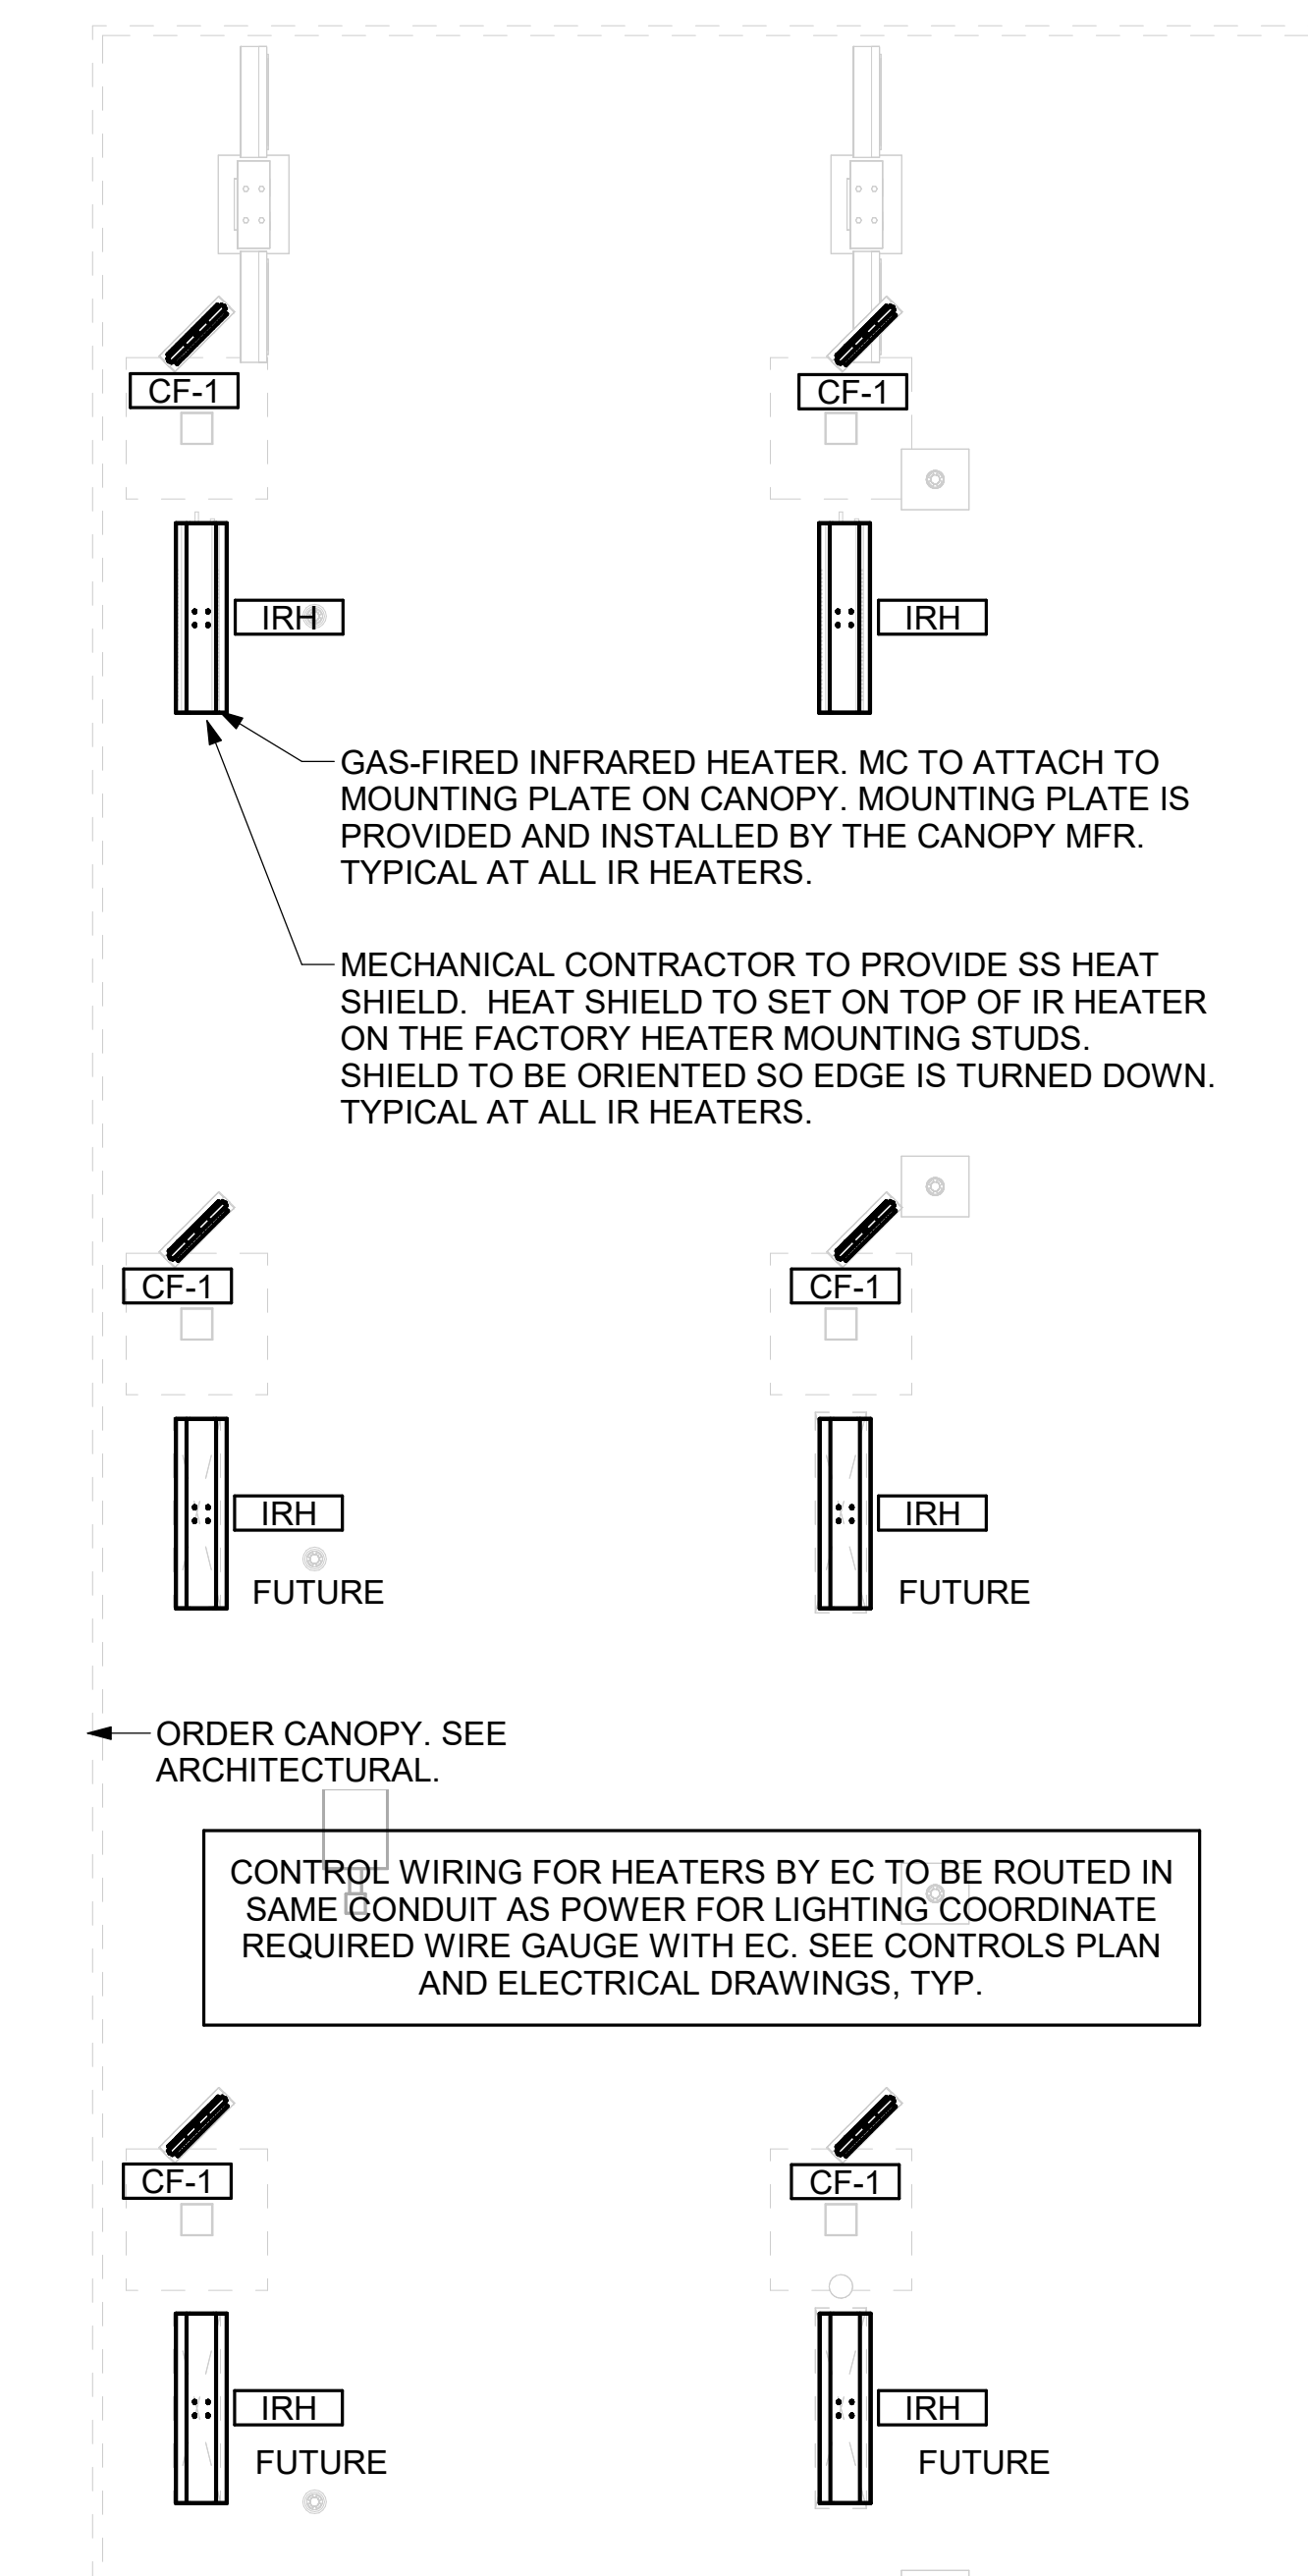 CF-1
CF-1
IRH
IRH
GAS-FIRED INFRARED HEATER. MC TO ATTACH TO
MOUNTING PLATE ON CANOPY. MOUNTING PLATE IS
PROVIDED AND INSTALLED BY THE CANOPY MFR.
TYPICAL AT ALL IR HEATERS.
MECHANICAL CONTRACTOR TO PROVIDE SS HEAT
SHIELD.  HEAT SHIELD TO SET ON TOP OF IR HEATER
ON THE FACTORY HEATER MOUNTING STUDS.
SHIELD TO BE ORIENTED SO EDGE IS TURNED DOWN.
TYPICAL AT ALL IR HEATERS.
CF-1
CF-1
IRH
IRH
FUTURE
FUTURE
ORDER CANOPY. SEE
ARCHITECTURAL.
CONTROL WIRING FOR HEATERS BY EC TO BE ROUTED IN
SAME CONDUIT AS POWER FOR LIGHTING COORDINATE
REQUIRED WIRE GAUGE WITH EC. SEE CONTROLS PLAN
AND ELECTRICAL DRAWINGS, TYP.
CF-1
CF-1
IRH
IRH
FUTURE
FUTURE